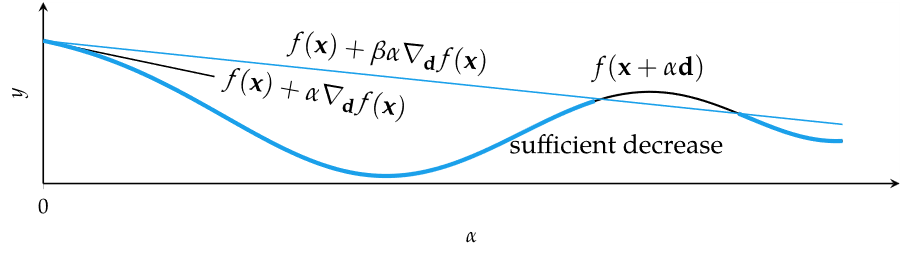 f(x) + βα∇_d f(x)
f(x + αd)
f(x) + α∇_d f(x)
y
sufficient decrease
0
α